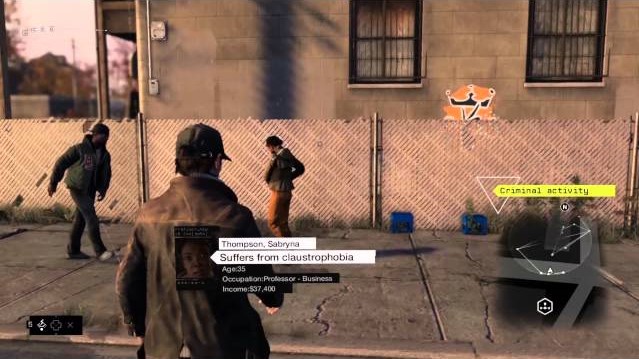 Criminal activity
N
Thompson, Sabryna
Suffers from claustrophobia
Age:35
Occupation:Professor - Business
Income:$37,400